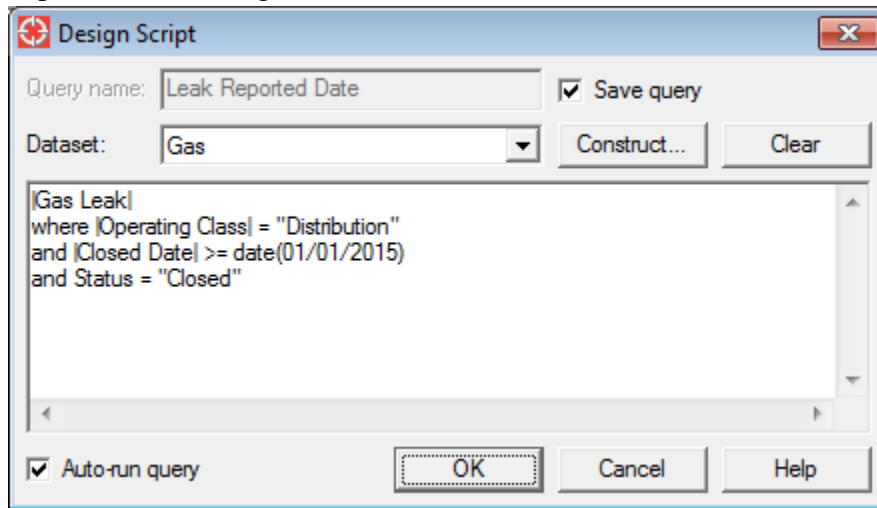 Design Script
Query name: Leak Reported Date Save query
Dataset: Gas Construct... Clear
|Gas Leak|
where |Operating Class| = "Distribution"
and |Closed Date| >= date(01/01/2015)
and Status = "Closed"
Auto-run query OK Cancel Help